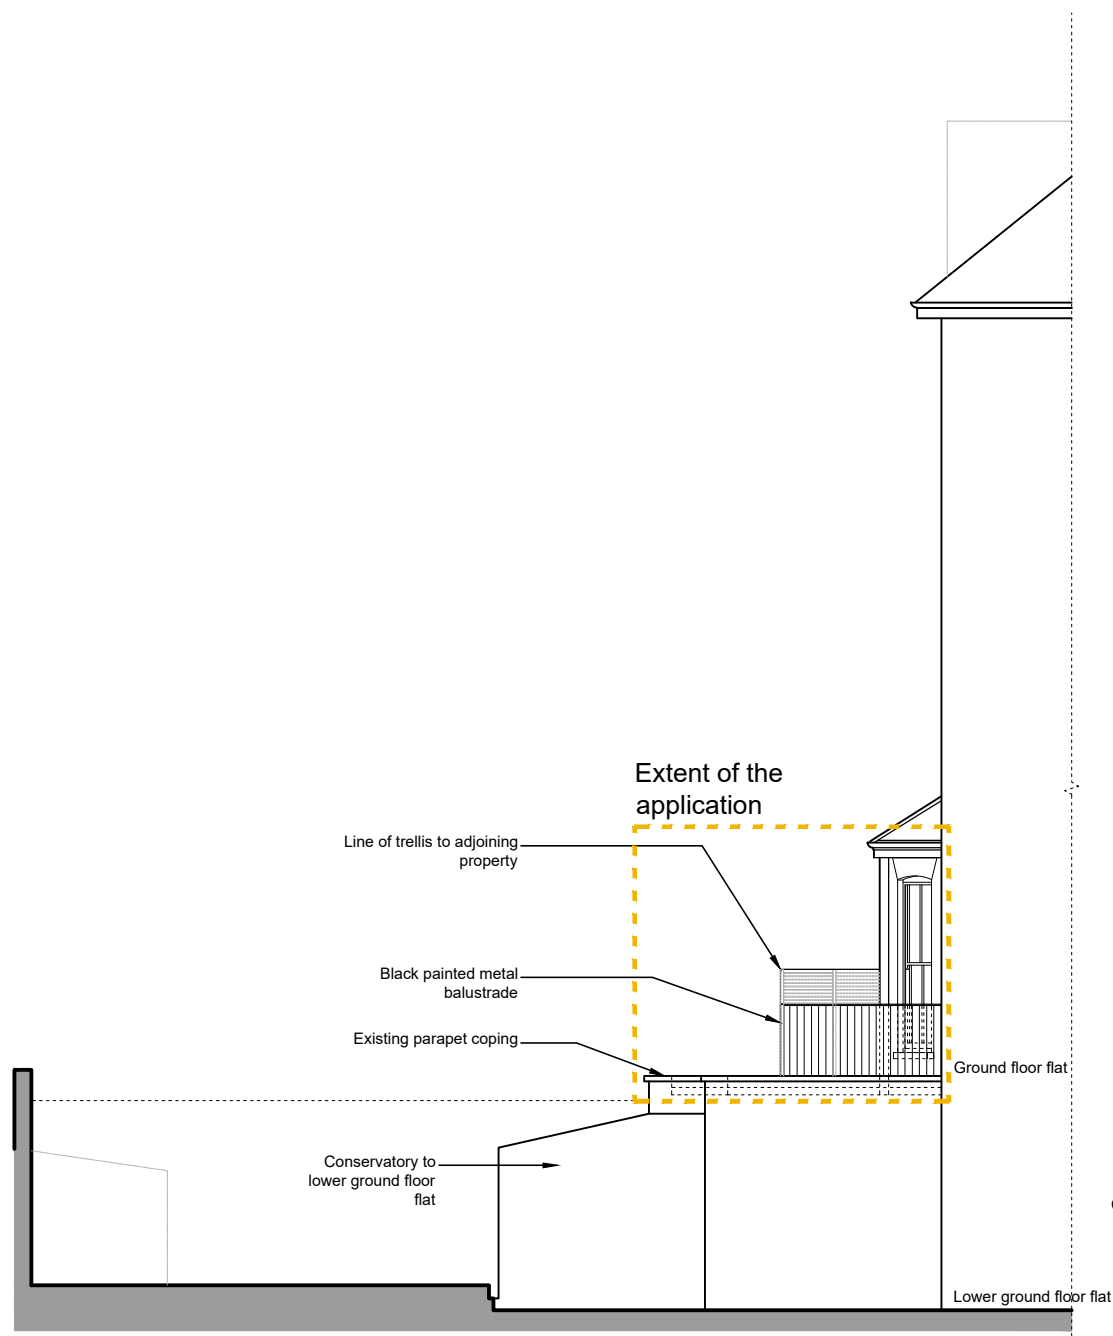 Extent of the
application
Line of trellis to adjoining
property
Black painted metal
balustrade
Existing parapet coping
Ground floor flat
Conservatory to
lower ground floor
flat
Lower ground floor flat